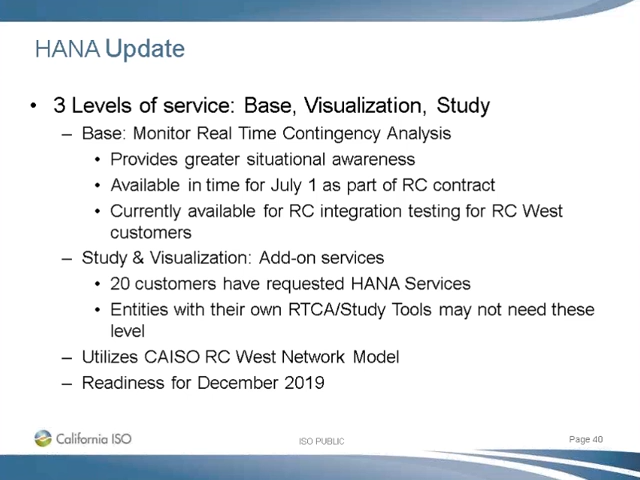 HANA Update
• 3 Levels of service: Base, Visualization, Study
– Base: Monitor Real Time Contingency Analysis
• Provides greater situational awareness
• Available in time for July 1 as part of RC contract
• Currently available for RC integration testing for RC West
customers
– Study & Visualization: Add-on services
• 20 customers have requested HANA Services
• Entities with their own RTCA/Study Tools may not need these
level
– Utilizes CAISO RC West Network Model
– Readiness for December 2019
California ISO
ISO PUBLIC
Page 40